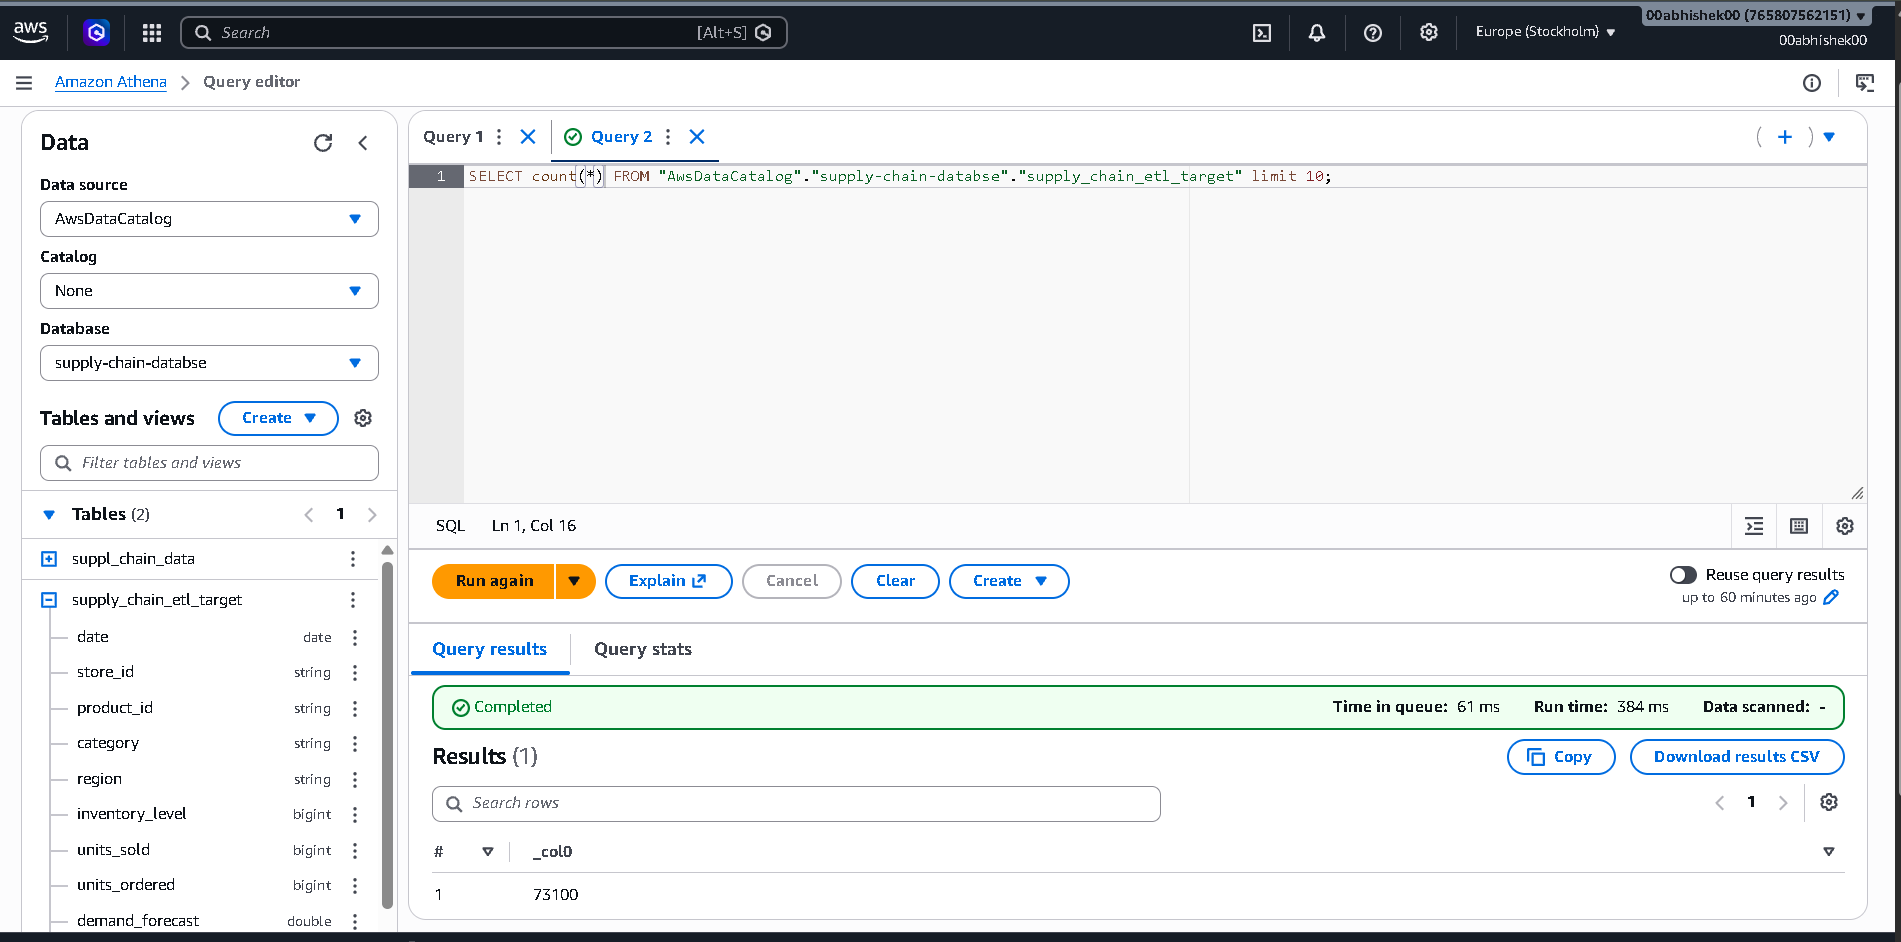 aws
Search [Alt+S]
Europe (Stockholm)
00abhishek00 (765807562151)
00abhishek00
Amazon Athena
Query editor
Data
Data source
AwsDataCatalog
Catalog
None
Database
supply-chain-databse
Tables and views
Create
Filter tables and views
Tables (2)
1
suppl_chain_data
supply_chain_etl_target
date date
store_id string
product_id string
category string
region string
inventory_level bigint
units_sold bigint
units_ordered bigint
demand_forecast double
Query 1
Query 2
1 SELECT count(*) FROM "AwsDataCatalog"."supply-chain-databse"."supply_chain_etl_target" limit 10;
SQL Ln 1, Col 16
Run again
Explain
Cancel
Clear
Create
Reuse query results
up to 60 minutes ago
Query results
Query stats
Completed
Time in queue: 61 ms Run time: 384 ms Data scanned: -
Results (1)
Copy
Download results CSV
Search rows
1
# _col0
1 73100